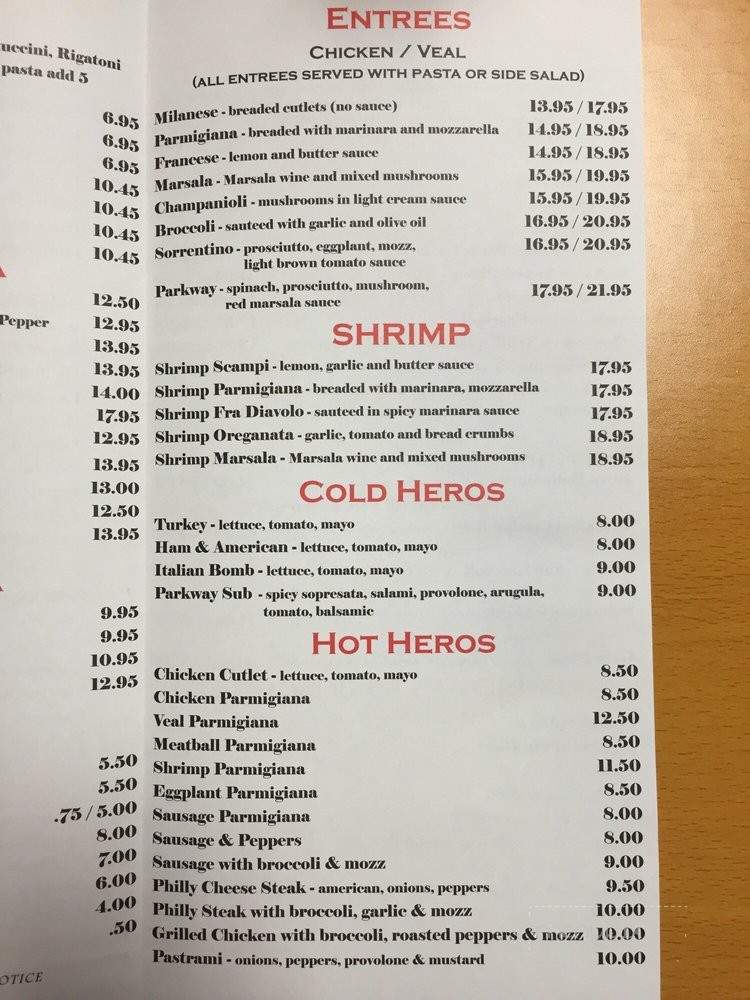 uccini, Rigatoni
pasta add 5
6.95
6.95
6.95
10.45
10.45
10.45
10.45
12.50
Pepper 12.95
13.95
13.95
14.00
17.95
12.95
13.95
13.00
12.50
13.95
9.95
9.95
10.95
12.95
5.50
5.50
.75 / 5.00
8.00
7.00
6.00
4.00
.50
OTICE
ENTREES
CHICKEN / VEAL
(ALL ENTREES SERVED WITH PASTA OR SIDE SALAD)
Milanese - breaded cutlets (no sauce) 13.95 / 17.95
Parmigiana - breaded with marinara and mozzarella 14.95 / 18.95
Francese - lemon and butter sauce 14.95 / 18.95
Marsala - Marsala wine and mixed mushrooms 15.95 / 19.95
Champanioli - mushrooms in light cream sauce 15.95 / 19.95
Broccoli - sauteed with garlic and olive oil 16.95 / 20.95
Sorrentino - prosciutto, eggplant, mozz, 16.95 / 20.95
light brown tomato sauce
Parkway - spinach, prosciutto, mushroom, 17.95 / 21.95
red marsala sauce
SHRIMP
Shrimp Scampi - lemon, garlic and butter sauce 17.95
Shrimp Parmigiana - breaded with marinara, mozzarella 17.95
Shrimp Fra Diavolo - sauteed in spicy marinara sauce 17.95
Shrimp Oreganata - garlic, tomato and bread crumbs 18.95
Shrimp Marsala - Marsala wine and mixed mushrooms 18.95
COLD HEROS
Turkey - lettuce, tomato, mayo 8.00
Ham & American - lettuce, tomato, mayo 8.00
Italian Bomb - lettuce, tomato, mayo 9.00
Parkway Sub - spicy sopresata, salami, provolone, arugula, 9.00
tomato, balsamic
HOT HEROS
Chicken Cutlet - lettuce, tomato, mayo 8.50
Chicken Parmigiana 8.50
Veal Parmigiana 12.50
Meatball Parmigiana 8.50
Shrimp Parmigiana 11.50
Eggplant Parmigiana 8.50
Sausage Parmigiana 8.00
Sausage & Peppers 8.00
Sausage with broccoli & mozz 9.00
Philly Cheese Steak - american, onions, peppers 9.50
Philly Steak with broccoli, garlic & mozz 10.00
Grilled Chicken with broccoli, roasted peppers & mozz 10.00
Pastrami - onions, peppers, provolone & mustard 10.00